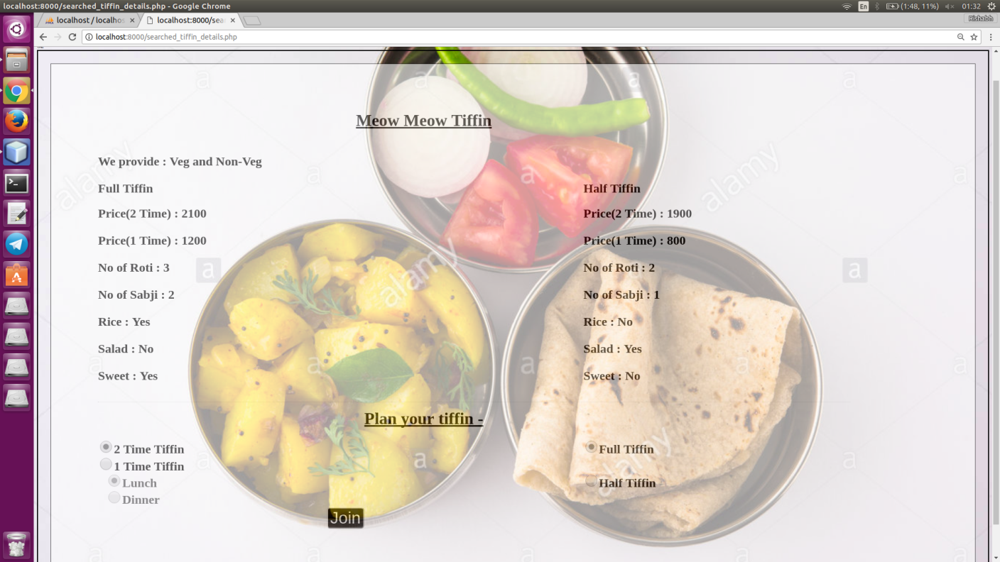 localhost:8000/searched_tiffin_details.php - Google Chrome
En (1:48, 11%) 01:32
localhost / localhos × localhost:8000/sea × Rishabh
localhost:8000/searched_tiffin_details.php
Meow Meow Tiffin
We provide : Veg and Non-Veg
Full Tiffin Half Tiffin
Price(2 Time) : 2100 Price(2 Time) : 1900
Price(1 Time) : 1200 Price(1 Time) : 800
No of Roti : 3 No of Roti : 2
No of Sabji : 2 No of Sabji : 1
Rice : Yes Rice : No
Salad : No Salad : Yes
Sweet : Yes Sweet : No
Plan your tiffin -
2 Time Tiffin Full Tiffin
1 Time Tiffin
Lunch Half Tiffin
Dinner
Join
alamy
alamy
alamy
alamy
a
a
a
a
a
a
a
a
a